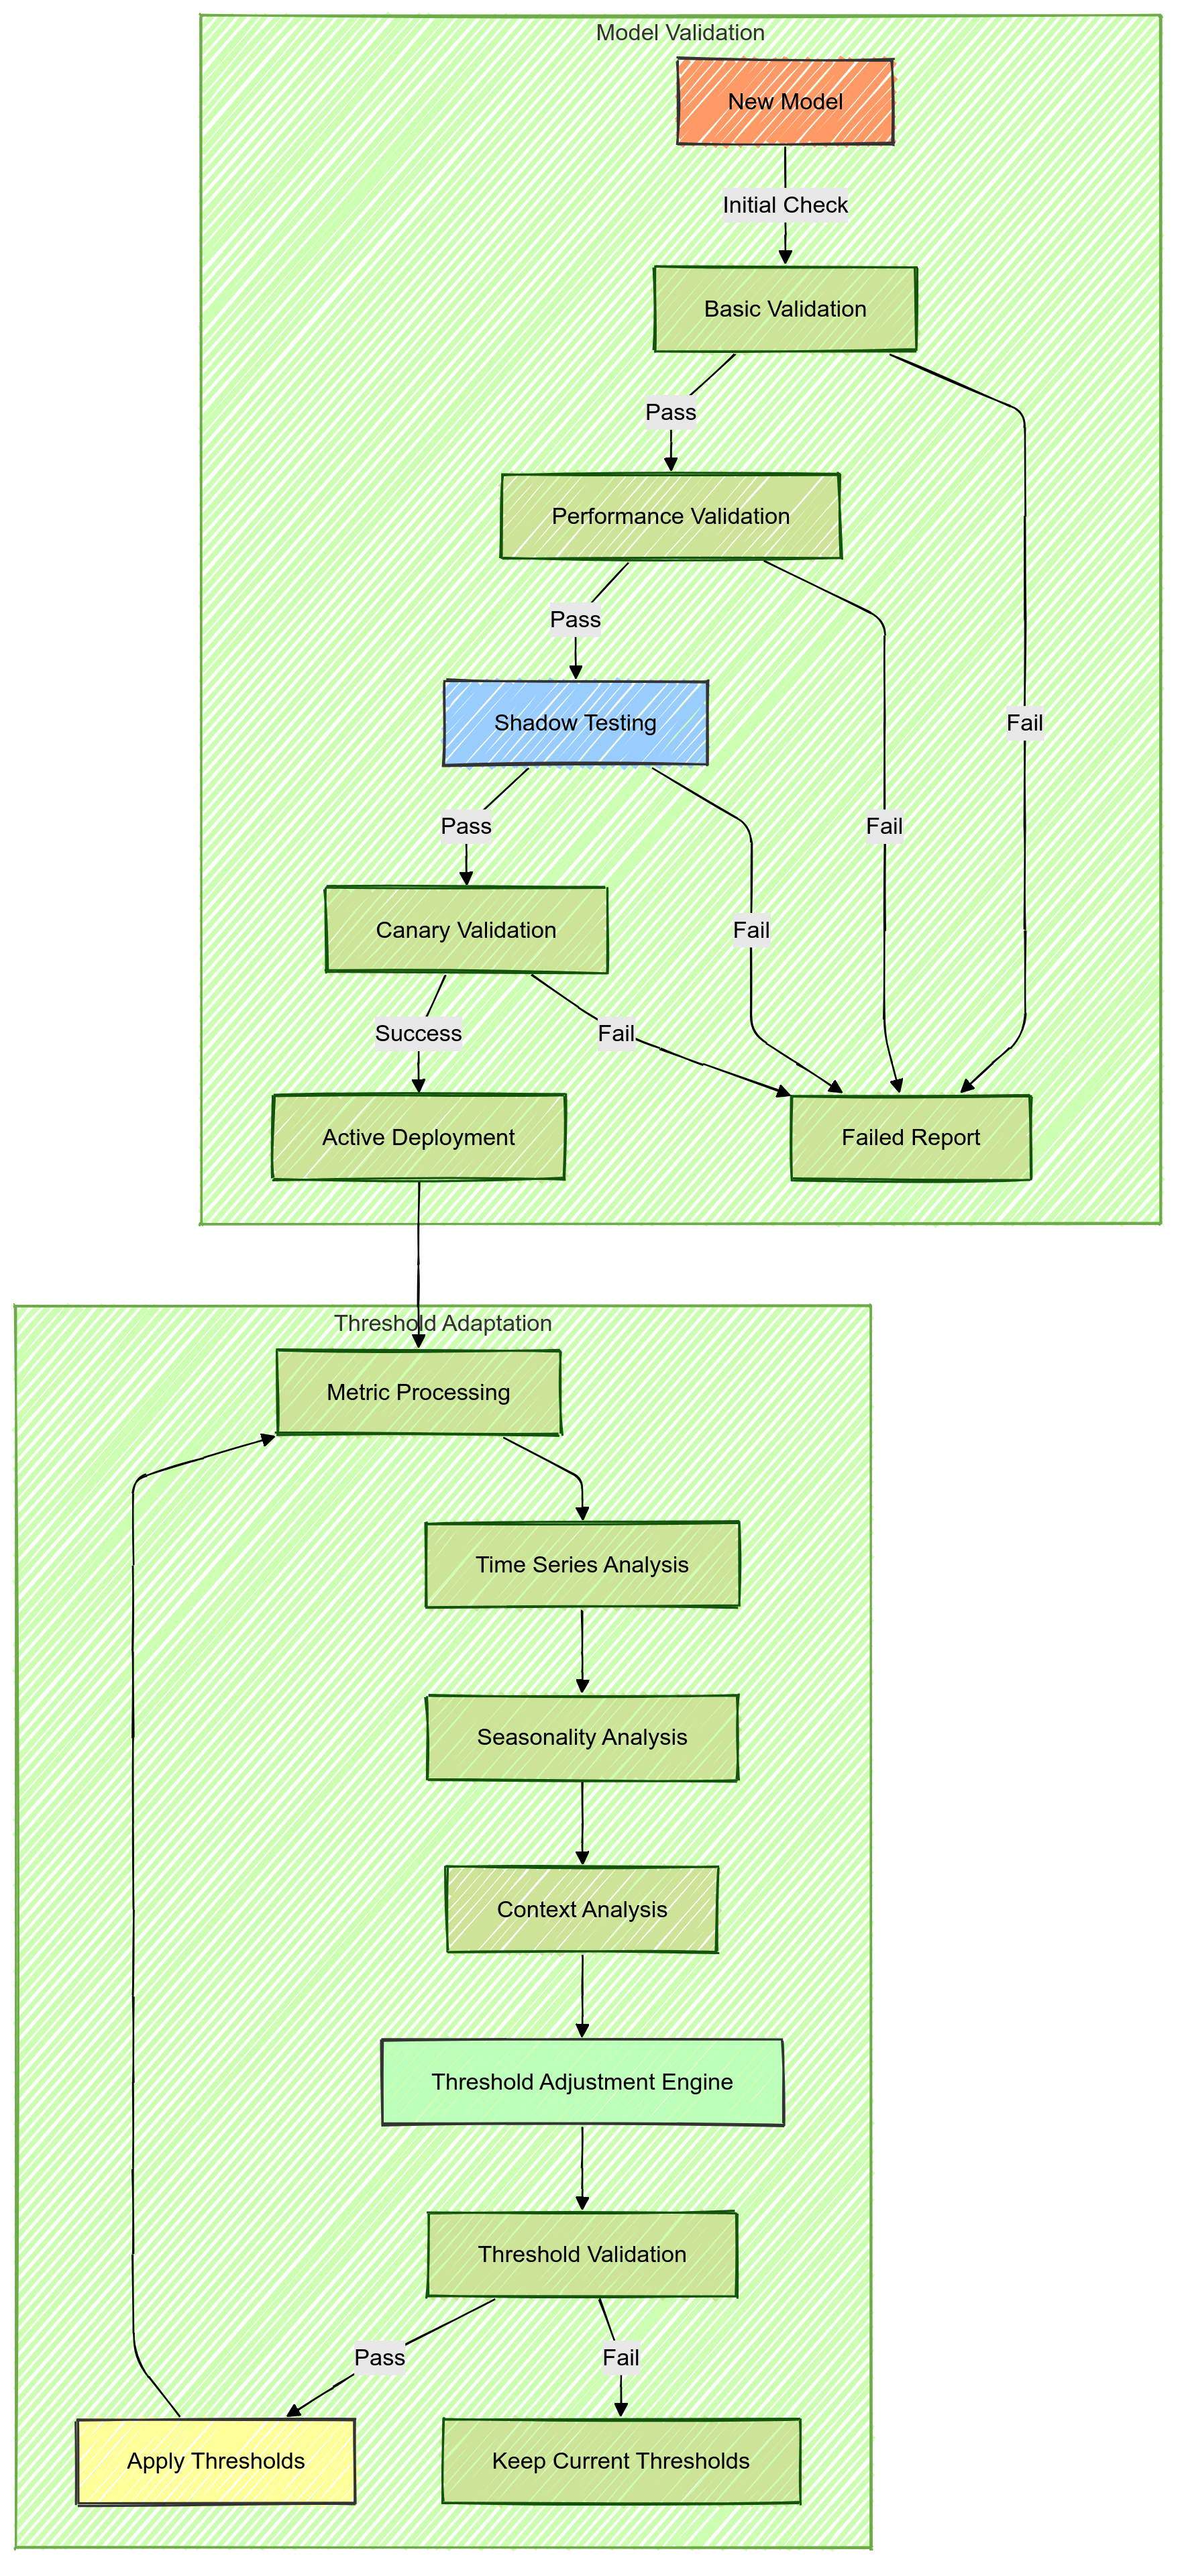 Model Validation
New Model
Initial Check
Basic Validation
Pass
Performance Validation
Pass
Shadow Testing
Fail
Pass
Fail
Canary Validation
Fail
Success
Fail
Active Deployment
Failed Report
Threshold Adaptation
Metric Processing
Time Series Analysis
Seasonality Analysis
Context Analysis
Threshold Adjustment Engine
Threshold Validation
Pass
Fail
Apply Thresholds
Keep Current Thresholds